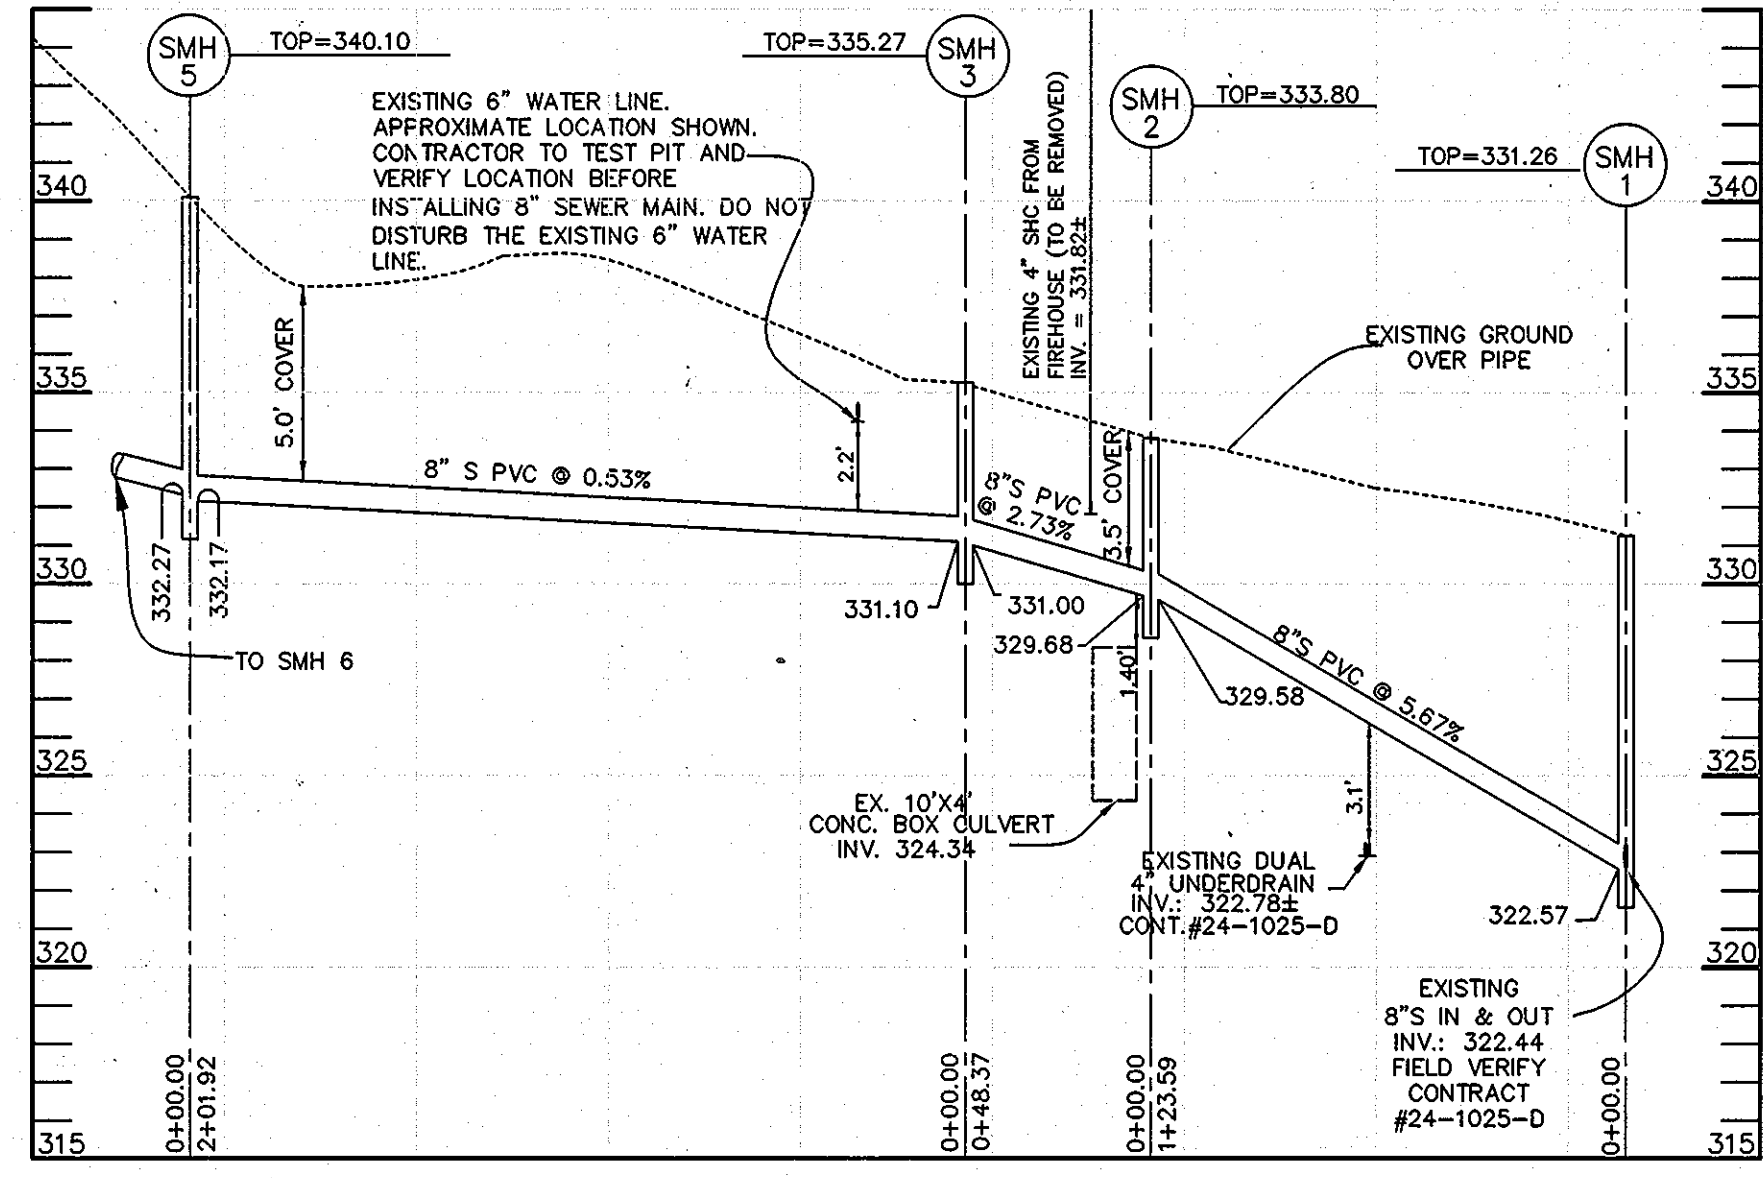 SMH
5
TOP=340.10
TOP=335.27
SMH
3
SMH
2
TOP=333.80
TOP=331.26
SMH
1
EXISTING 6" WATER LINE.
APPROXIMATE LOCATION SHOWN.
CONTRACTOR TO TEST PIT AND
VERIFY LOCATION BEFORE
INSTALLING 8" SEWER MAIN. DO NOT
DISTURB THE EXISTING 6" WATER
LINE.
EXISTING 4" SHC FROM
FIREHOUSE (TO BE REMOVED)
INV. = 331.82±
EXISTING GROUND
OVER PIPE
340
340
335
335
330
330
325
325
320
320
315
315
5.0' COVER
8" S PVC @ 0.53%
2.2'
8"S PVC
@ 2.73%
3.5' COVER
332.27
332.17
TO SMH 6
331.10
331.00
329.68
1.40'
329.58
8"S PVC @ 5.67%
3.1'
EX. 10'X4'
CONC. BOX CULVERT
INV. 324.34
EXISTING DUAL
4" UNDERDRAIN
INV.: 322.78±
CONT.#24-1025-D
322.57
EXISTING
8"S IN & OUT
INV.: 322.44
FIELD VERIFY
CONTRACT
#24-1025-D
0+00.00
2+01.92
0+00.00
0+48.37
0+00.00
1+23.59
0+00.00